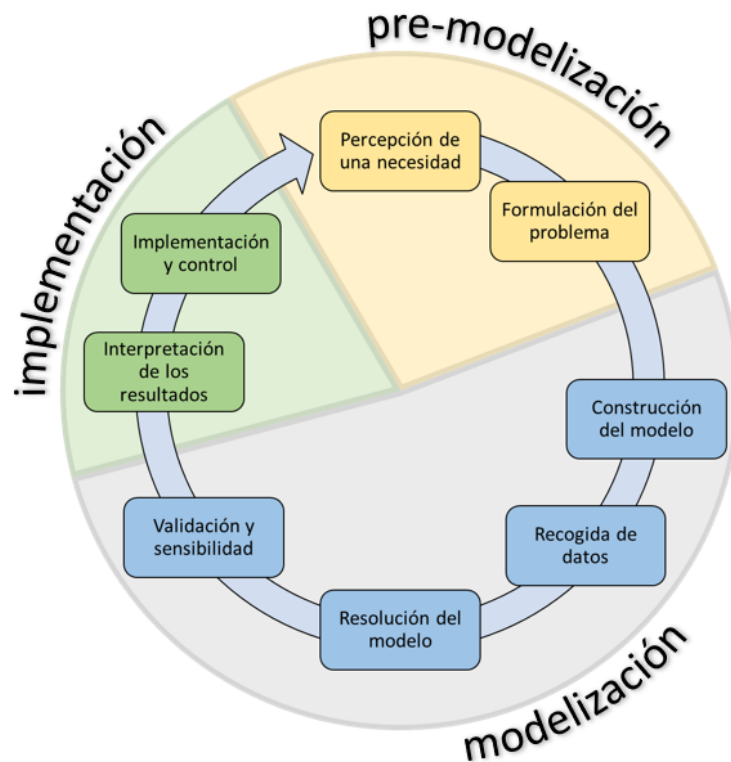 pre-modelización
Percepción de
una necesidad
Formulación del
problema
Construcción
del modelo
Recogida de
datos
modelización
Resolución del
modelo
Validación y
sensibilidad
Interpretación
de los
resultados
Implementación
y control
implementación